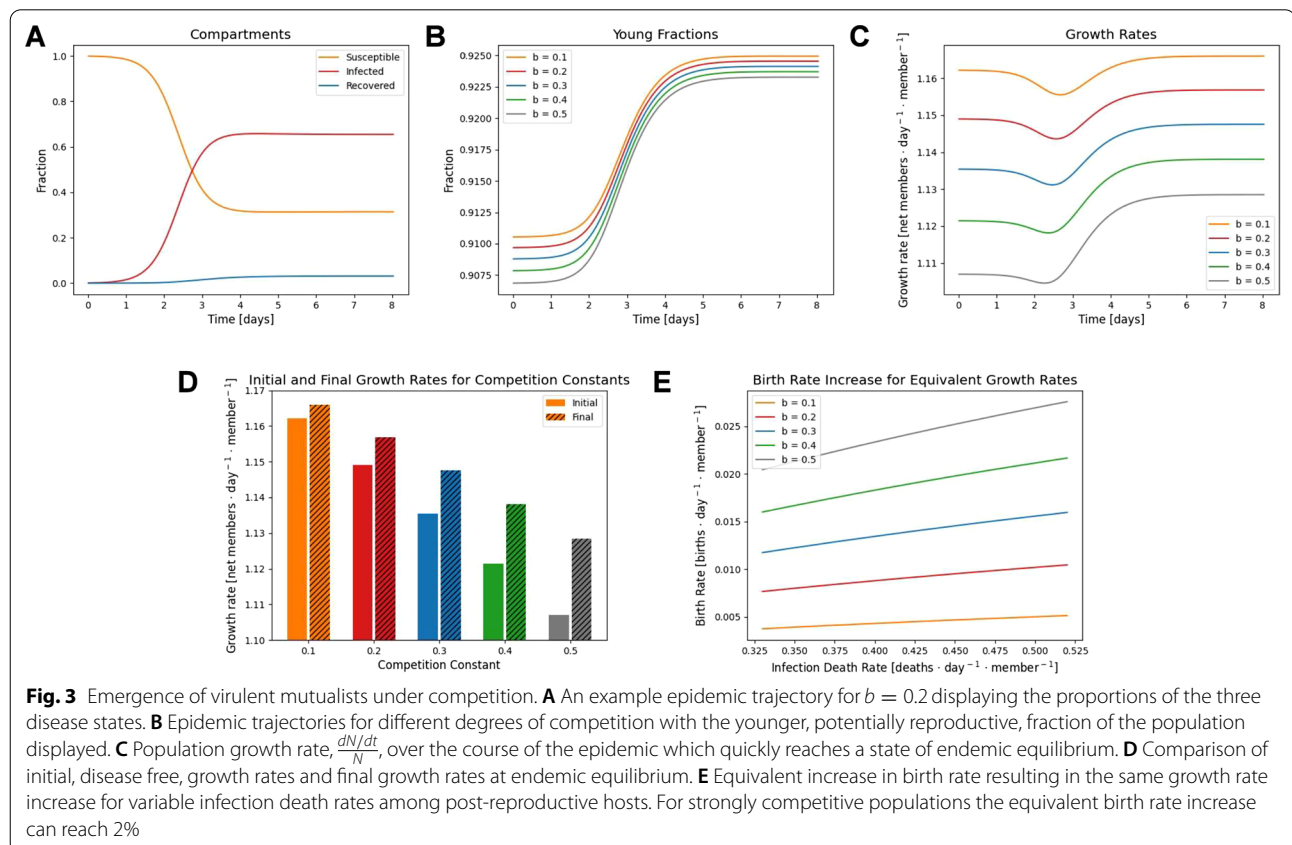 A
Compartments
1.0
0.8
0.6
0.4
0.2
0.0
Fraction
Susceptible
Infected
Recovered
0 1 2 3 4 5 6 7 8
Time [days]
B
Young Fractions
0.9250
0.9225
0.9200
0.9175
0.9150
0.9125
0.9100
0.9075
Fraction
b = 0.1
b = 0.2
b = 0.3
b = 0.4
b = 0.5
0 1 2 3 4 5 6 7 8
Time [days]
C
Growth Rates
1.16
1.15
1.14
1.13
1.12
1.11
Growth rate [net members · day⁻¹ · member⁻¹]
b = 0.1
b = 0.2
b = 0.3
b = 0.4
b = 0.5
0 1 2 3 4 5 6 7 8
Time [days]
D
Initial and Final Growth Rates for Competition Constants
1.17
1.16
1.15
1.14
1.13
1.12
1.11
1.10
Growth rate [net members · day⁻¹ · member⁻¹]
Initial
Final
0.1 0.2 0.3 0.4 0.5
Competition Constant
E
Birth Rate Increase for Equivalent Growth Rates
0.025
0.020
0.015
0.010
0.005
Birth Rate [births · day⁻¹ · member⁻¹]
b = 0.1
b = 0.2
b = 0.3
b = 0.4
b = 0.5
0.325 0.350 0.375 0.400 0.425 0.450 0.475 0.500 0.525
Infection Death Rate [deaths · day⁻¹ · member⁻¹]
Fig. 3 Emergence of virulent mutualists under competition. A An example epidemic trajectory for b = 0.2 displaying the proportions of the three
disease states. B Epidemic trajectories for different degrees of competition with the younger, potentially reproductive, fraction of the population
displayed. C Population growth rate, (dN/dt)/N, over the course of the epidemic which quickly reaches a state of endemic equilibrium. D Comparison of
initial, disease free, growth rates and final growth rates at endemic equilibrium. E Equivalent increase in birth rate resulting in the same growth rate
increase for variable infection death rates among post-reproductive hosts. For strongly competitive populations the equivalent birth rate increase
can reach 2%